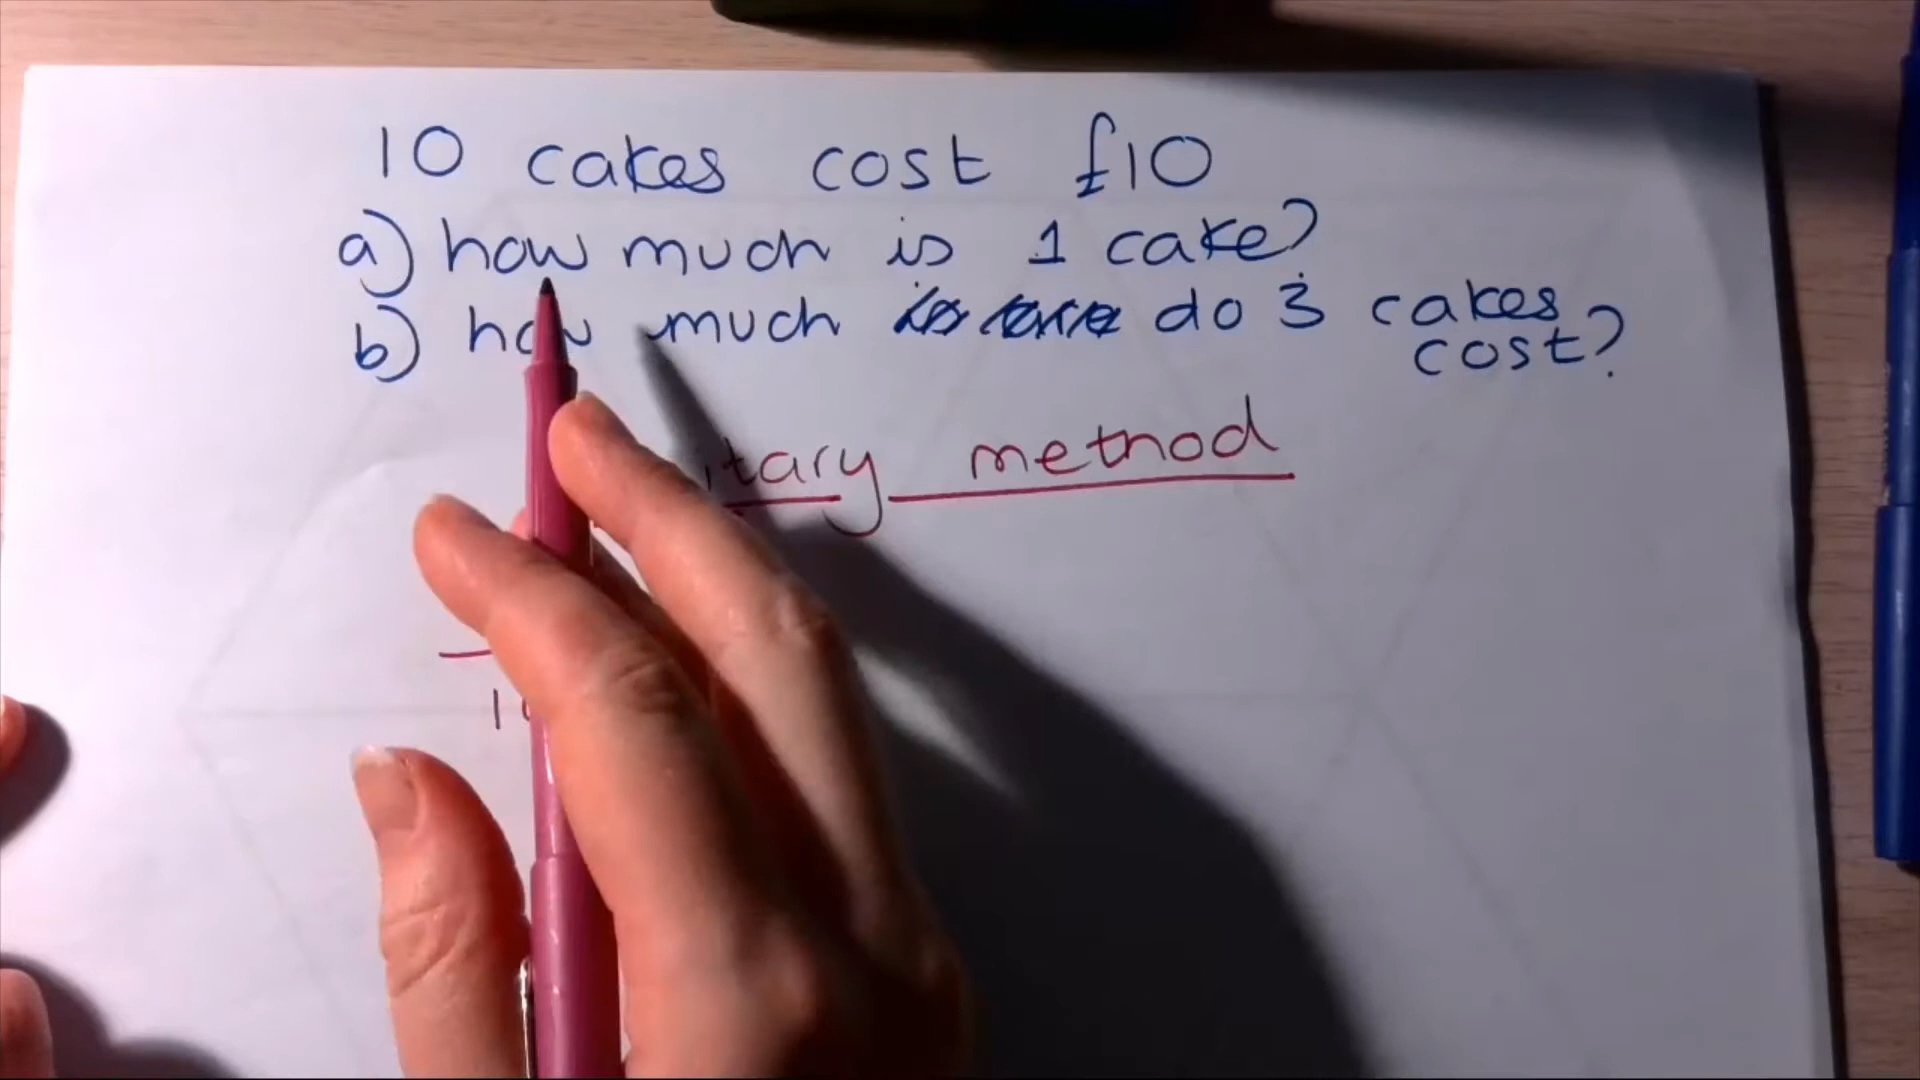 10 cakes cost £10
a) how much is 1 cake?
b) how much do 3 cakes
cost?
method